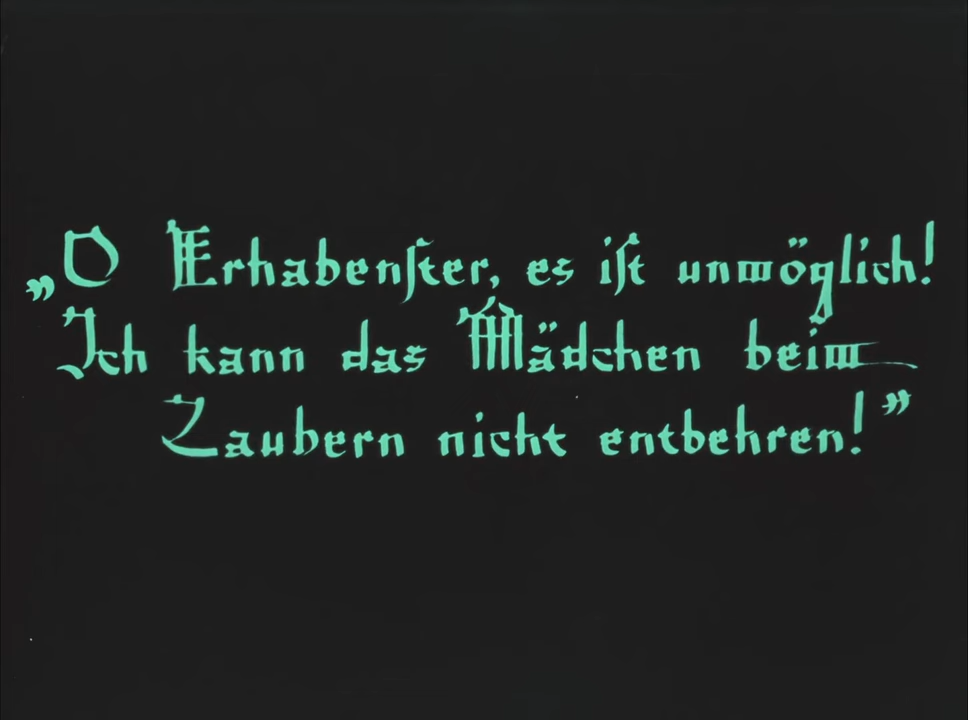 „O Erhabenſter, es iſt unmöglich!
Ich kann das Mädchen beim
Zaubern nicht entbehren!”